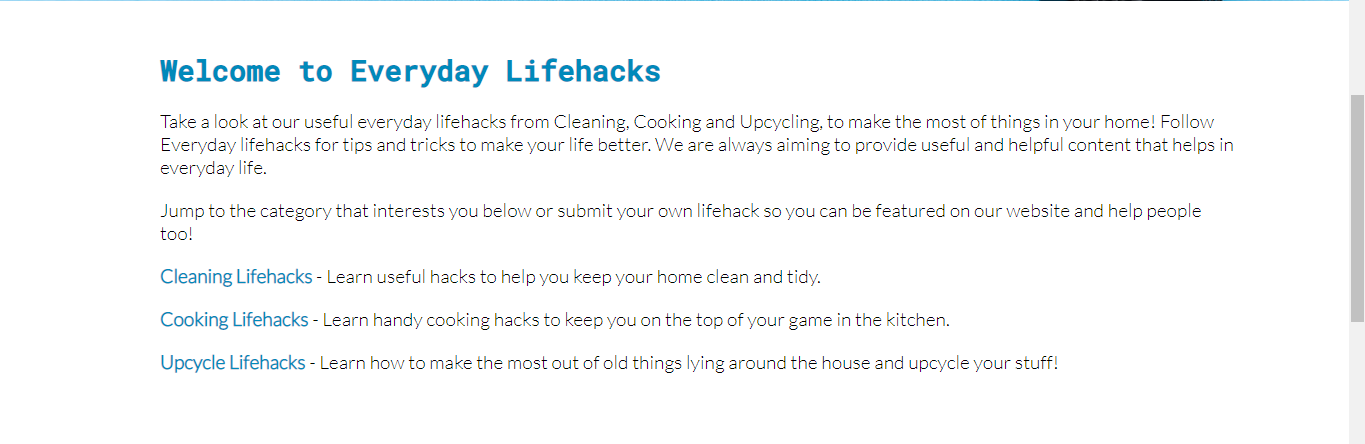 Welcome to Everyday Lifehacks
Take a look at our useful everyday lifehacks from Cleaning, Cooking and Upcycling, to make the most of things in your home! Follow
Everyday lifehacks for tips and tricks to make your life better. We are always aiming to provide useful and helpful content that helps in
everyday life.
Jump to the category that interests you below or submit your own lifehack so you can be featured on our website and help people
too!
Cleaning Lifehacks - Learn useful hacks to help you keep your home clean and tidy.
Cooking Lifehacks - Learn handy cooking hacks to keep you on the top of your game in the kitchen.
Upcycle Lifehacks - Learn how to make the most out of old things lying around the house and upcycle your stuff!